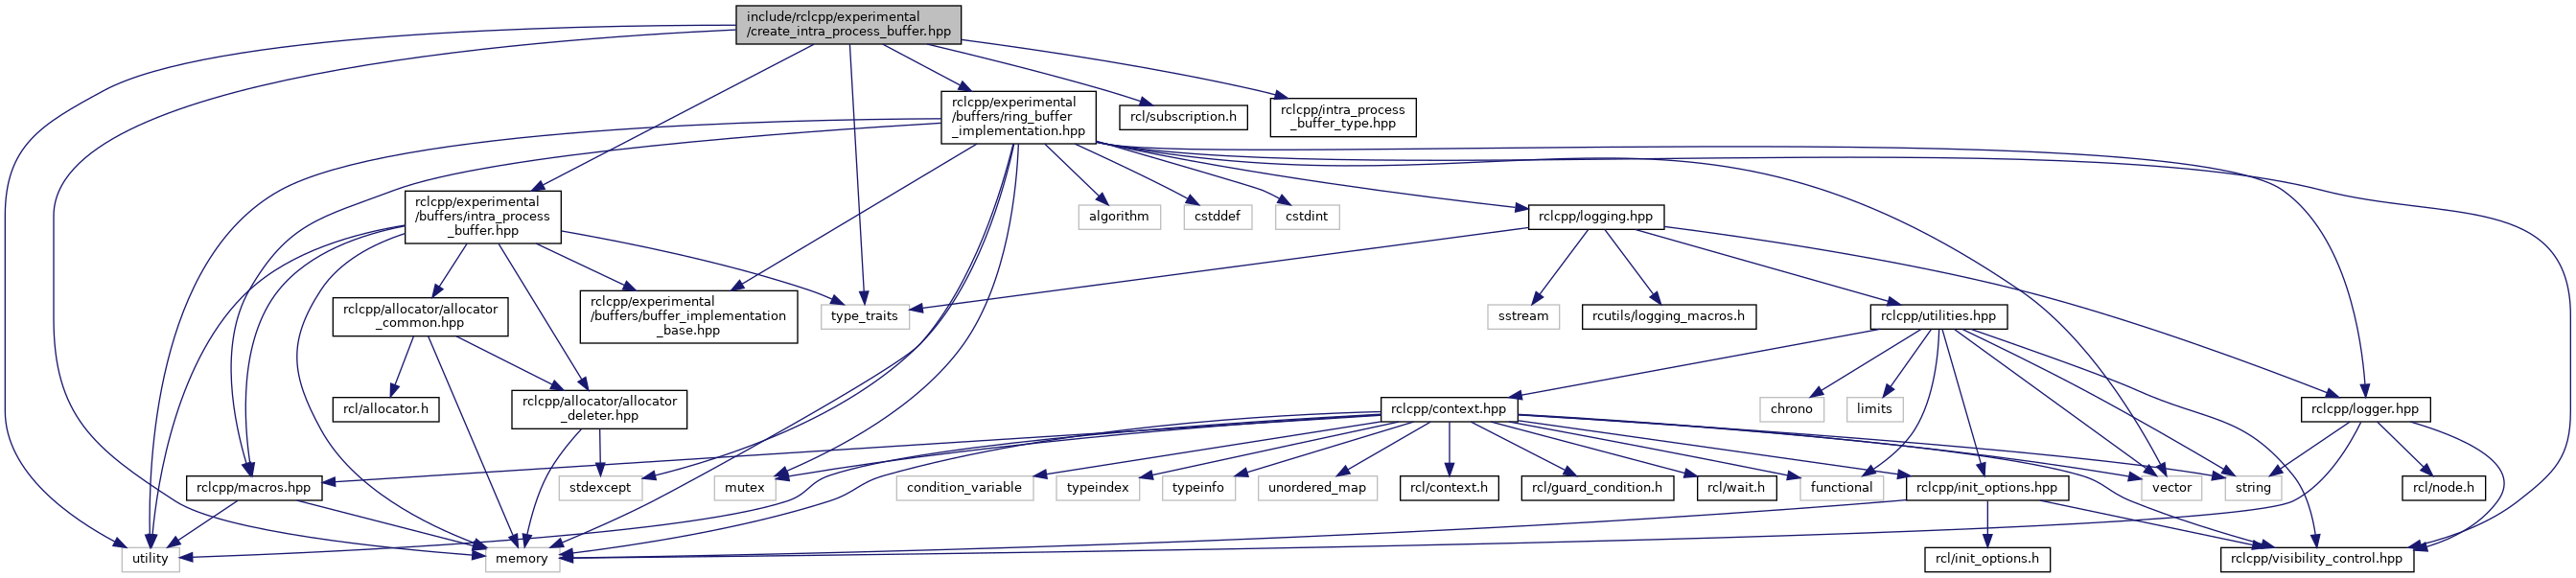 include/rclcpp/experimental
/create_intra_process_buffer.hpp
rclcpp/experimental
/buffers/ring_buffer
_implementation.hpp
rcl/subscription.h
rclcpp/intra_process
_buffer_type.hpp
rclcpp/experimental
/buffers/intra_process
_buffer.hpp
algorithm
cstddef
cstdint
rclcpp/logging.hpp
rclcpp/allocator/allocator
_common.hpp
rclcpp/experimental
/buffers/buffer_implementation
_base.hpp
type_traits
sstream
rcutils/logging_macros.h
rclcpp/utilities.hpp
rcl/allocator.h
rclcpp/allocator/allocator
_deleter.hpp
rclcpp/context.hpp
chrono
limits
rclcpp/logger.hpp
rclcpp/macros.hpp
stdexcept
mutex
condition_variable
typeindex
typeinfo
unordered_map
rcl/context.h
rcl/guard_condition.h
rcl/wait.h
functional
rclcpp/init_options.hpp
vector
string
rcl/node.h
utility
memory
rcl/init_options.h
rclcpp/visibility_control.hpp